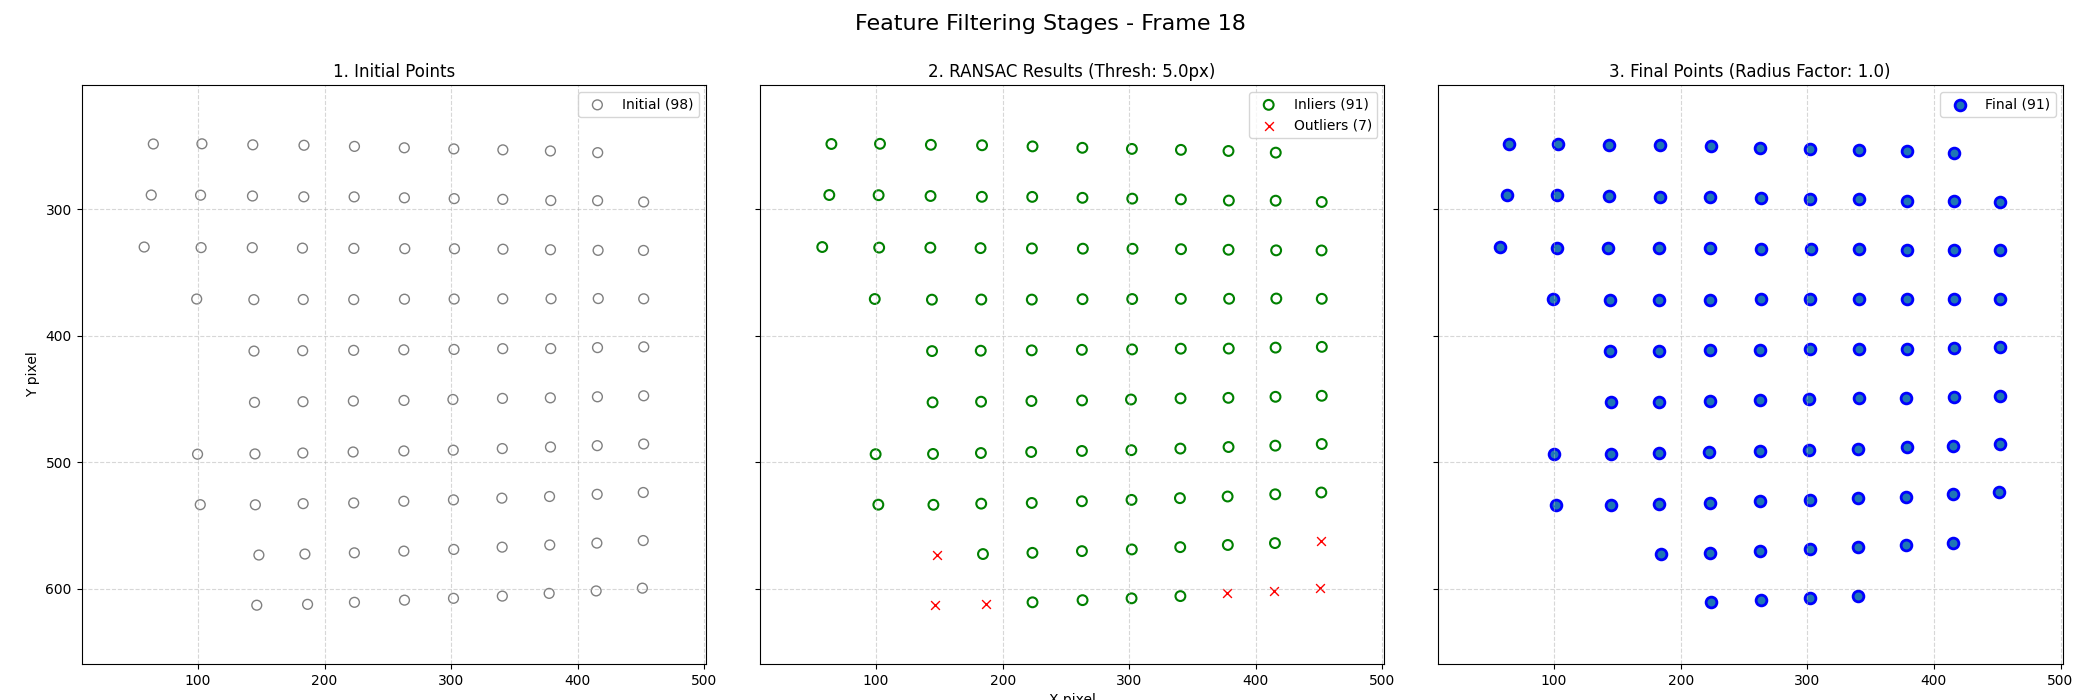 Feature Filtering Stages - Frame 18
1. Initial Points
Initial (98)
300
400
500
600
Y pixel
100
200
300
400
500
2. RANSAC Results (Thresh: 5.0px)
Inliers (91)
Outliers (7)
100
200
300
400
500
X pixel
3. Final Points (Radius Factor: 1.0)
Final (91)
100
200
300
400
500